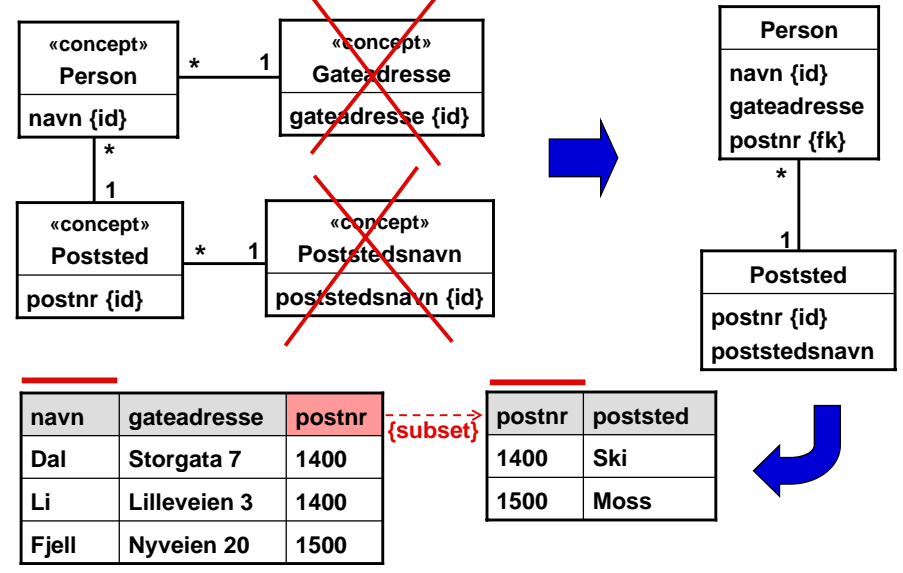 «concept»
Person
navn {id}
* 1
«concept»
Gateadresse
gateadresse {id}
*
1
«concept»
Poststed
postnr {id}
* 1
«concept»
Poststedsnavn
poststedsnavn {id}
Person
navn {id}
gateadresse
postnr {fk}
*
1
Poststed
postnr {id}
poststedsnavn
navn gateadresse postnr
Dal Storgata 7 1400
Li Lilleveien 3 1400
Fjell Nyveien 20 1500
{subset}
postnr poststed
1400 Ski
1500 Moss